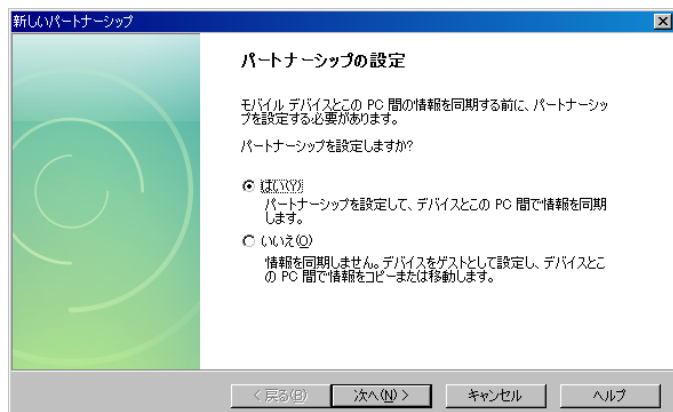 新しいパートナーシップ
パートナーシップの設定
モバイル デバイスとこの PC 間の情報を同期する前に、パートナーシッ
プを設定する必要があります。
パートナーシップを設定しますか?
はい(Y)
パートナーシップを設定して、デバイスとこの PC 間で情報を同期
します。
いいえ(O)
情報を同期しません。デバイスをゲストとして設定し、デバイスとこ
の PC 間で情報をコピーまたは移動します。
< 戻る(B)
次へ(N) >
キャンセル
ヘルプ